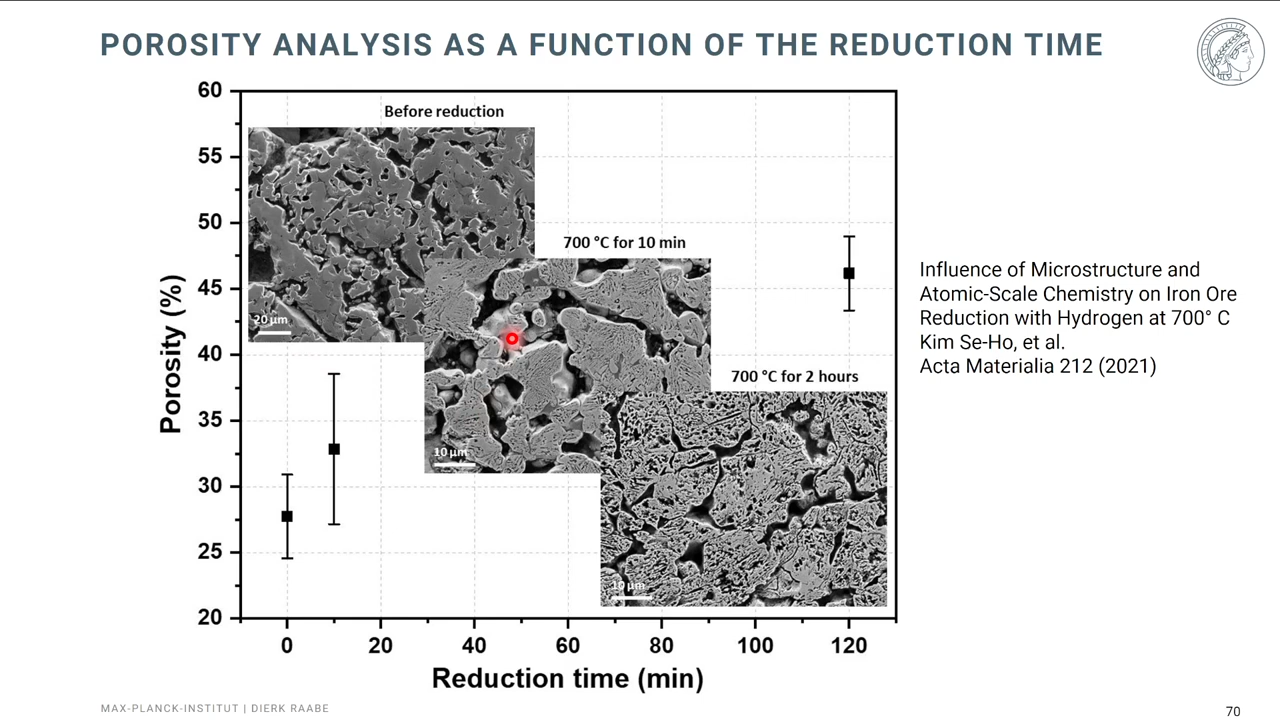 POROSITY ANALYSIS AS A FUNCTION OF THE REDUCTION TIME
60
55
50
45
40
35
30
25
20
Porosity (%)
Before reduction
20 µm
700 °C for 10 min
10 µm
700 °C for 2 hours
10 µm
0 20 40 60 80 100 120
Reduction time (min)
Influence of Microstructure and
Atomic-Scale Chemistry on Iron Ore
Reduction with Hydrogen at 700° C
Kim Se-Ho, et al.
Acta Materialia 212 (2021)
MAX-PLANCK-INSTITUT | DIERK RAABE
70